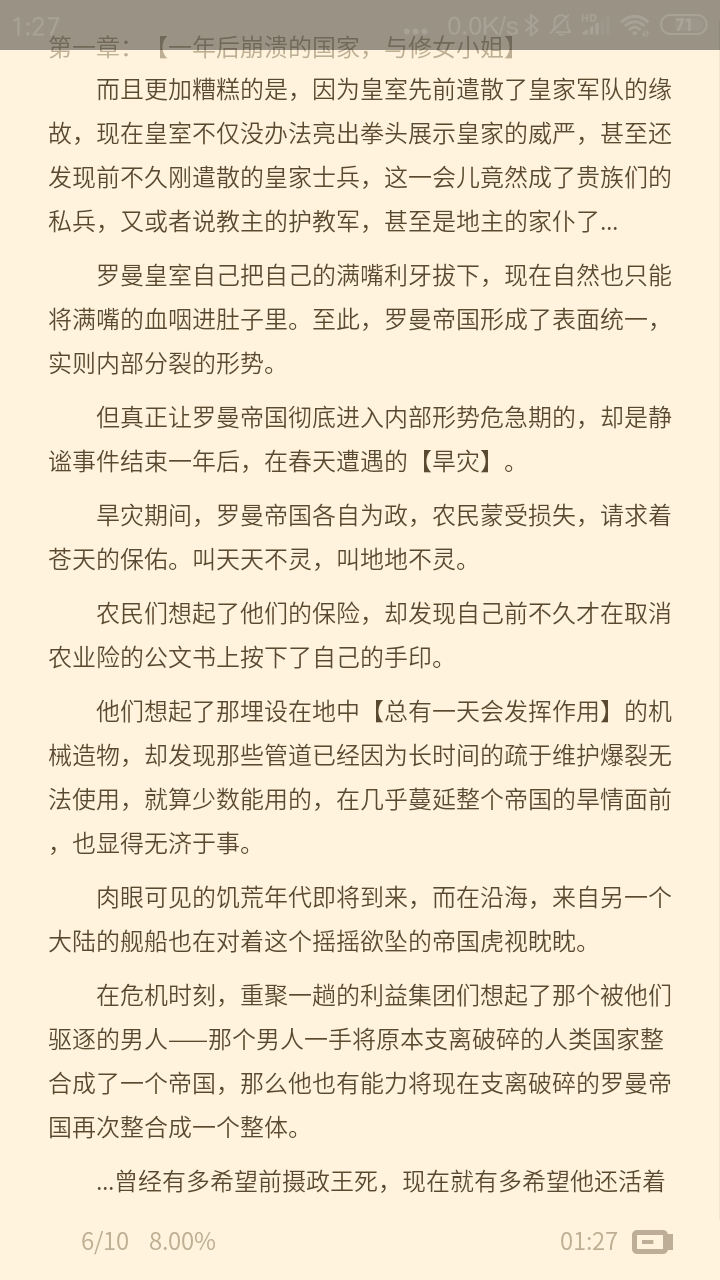 1:27 ... 0.0K/s HD 71
第一章：【一年后崩溃的国家，与修女小姐】
而且更加糟糕的是，因为皇室先前遣散了皇家军队的缘
故，现在皇室不仅没办法亮出拳头展示皇家的威严，甚至还
发现前不久刚遣散的皇家士兵，这一会儿竟然成了贵族们的
私兵，又或者说教主的护教军，甚至是地主的家仆了...
罗曼皇室自己把自己的满嘴利牙拔下，现在自然也只能
将满嘴的血咽进肚子里。至此，罗曼帝国形成了表面统一，
实则内部分裂的形势。
但真正让罗曼帝国彻底进入内部形势危急期的，却是静
谧事件结束一年后，在春天遭遇的【旱灾】。
旱灾期间，罗曼帝国各自为政，农民蒙受损失，请求着
苍天的保佑。叫天天不灵，叫地地不灵。
农民们想起了他们的保险，却发现自己前不久才在取消
农业险的公文书上按下了自己的手印。
他们想起了那埋设在地中【总有一天会发挥作用】的机
械造物，却发现那些管道已经因为长时间的疏于维护爆裂无
法使用，就算少数能用的，在几乎蔓延整个帝国的旱情面前
，也显得无济于事。
肉眼可见的饥荒年代即将到来，而在沿海，来自另一个
大陆的舰船也在对着这个摇摇欲坠的帝国虎视眈眈。
在危机时刻，重聚一趟的利益集团们想起了那个被他们
驱逐的男人——那个男人一手将原本支离破碎的人类国家整
合成了一个帝国，那么他也有能力将现在支离破碎的罗曼帝
国再次整合成一个整体。
...曾经有多希望前摄政王死，现在就有多希望他还活着
6/10 8.00% 01:27